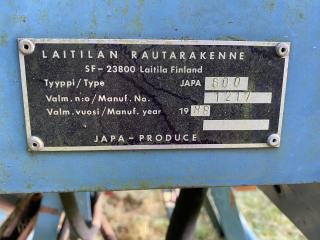 LAITILAN RAUTARAKENNE
SF-23800 Laitila Finland
Tyyppi/Type JAPA 600
Valm. n:o/Manuf. No. 1217
Valm. vuosi/Manuf. year 1988
JAPA-PRODUCE